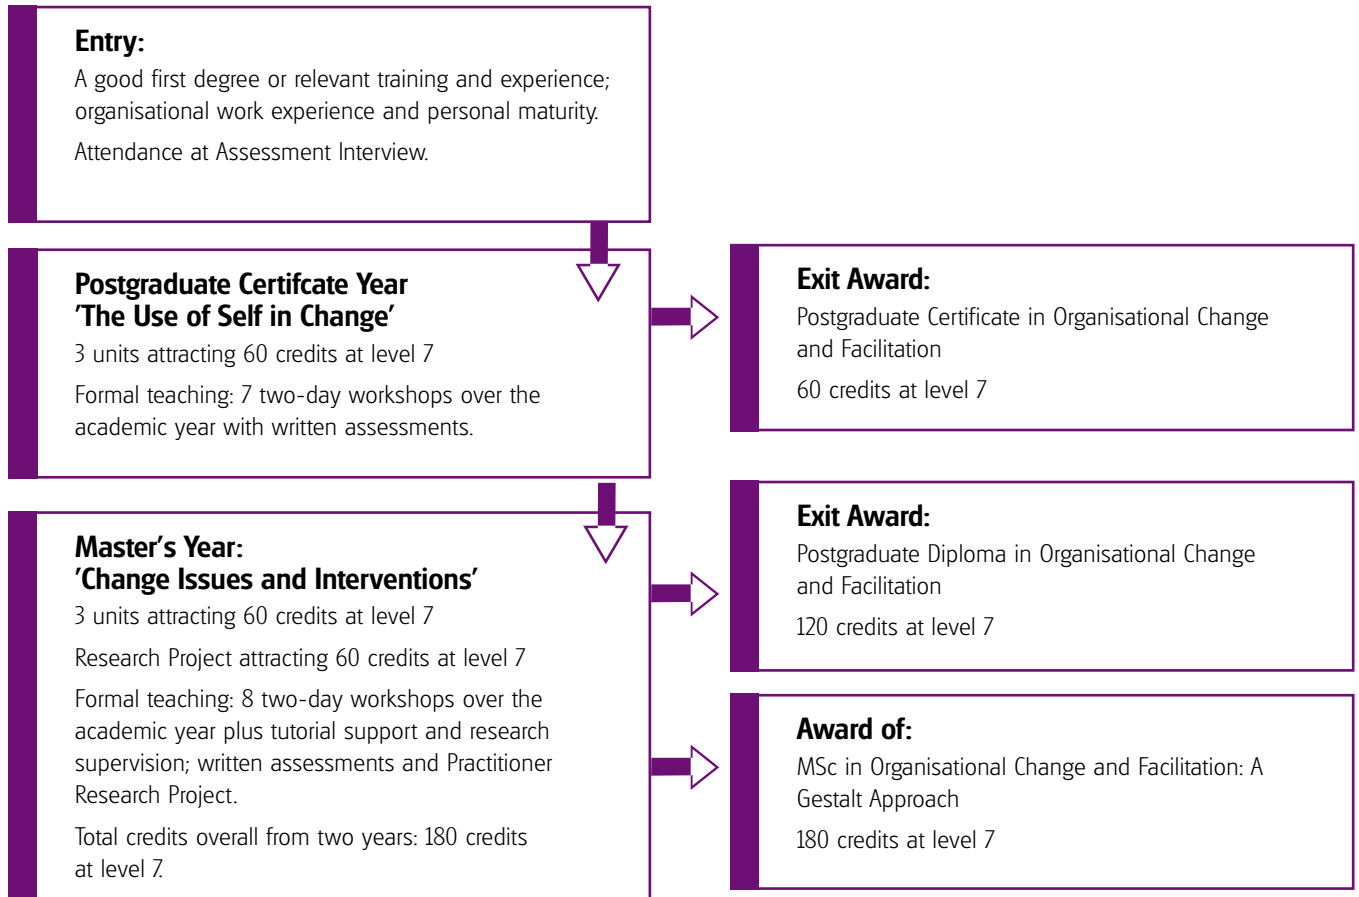 Entry:
A good first degree or relevant training and experience;
organisational work experience and personal maturity.
Attendance at Assessment Interview.
Postgraduate Certifcate Year
'The Use of Self in Change'
3 units attracting 60 credits at level 7
Formal teaching: 7 two-day workshops over the
academic year with written assessments.
Exit Award:
Postgraduate Certificate in Organisational Change
and Facilitation
60 credits at level 7
Master's Year:
'Change Issues and Interventions'
3 units attracting 60 credits at level 7
Research Project attracting 60 credits at level 7
Formal teaching: 8 two-day workshops over the
academic year plus tutorial support and research
supervision; written assessments and Practitioner
Research Project.
Total credits overall from two years: 180 credits
at level 7.
Exit Award:
Postgraduate Diploma in Organisational Change
and Facilitation
120 credits at level 7
Award of:
MSc in Organisational Change and Facilitation: A
Gestalt Approach
180 credits at level 7